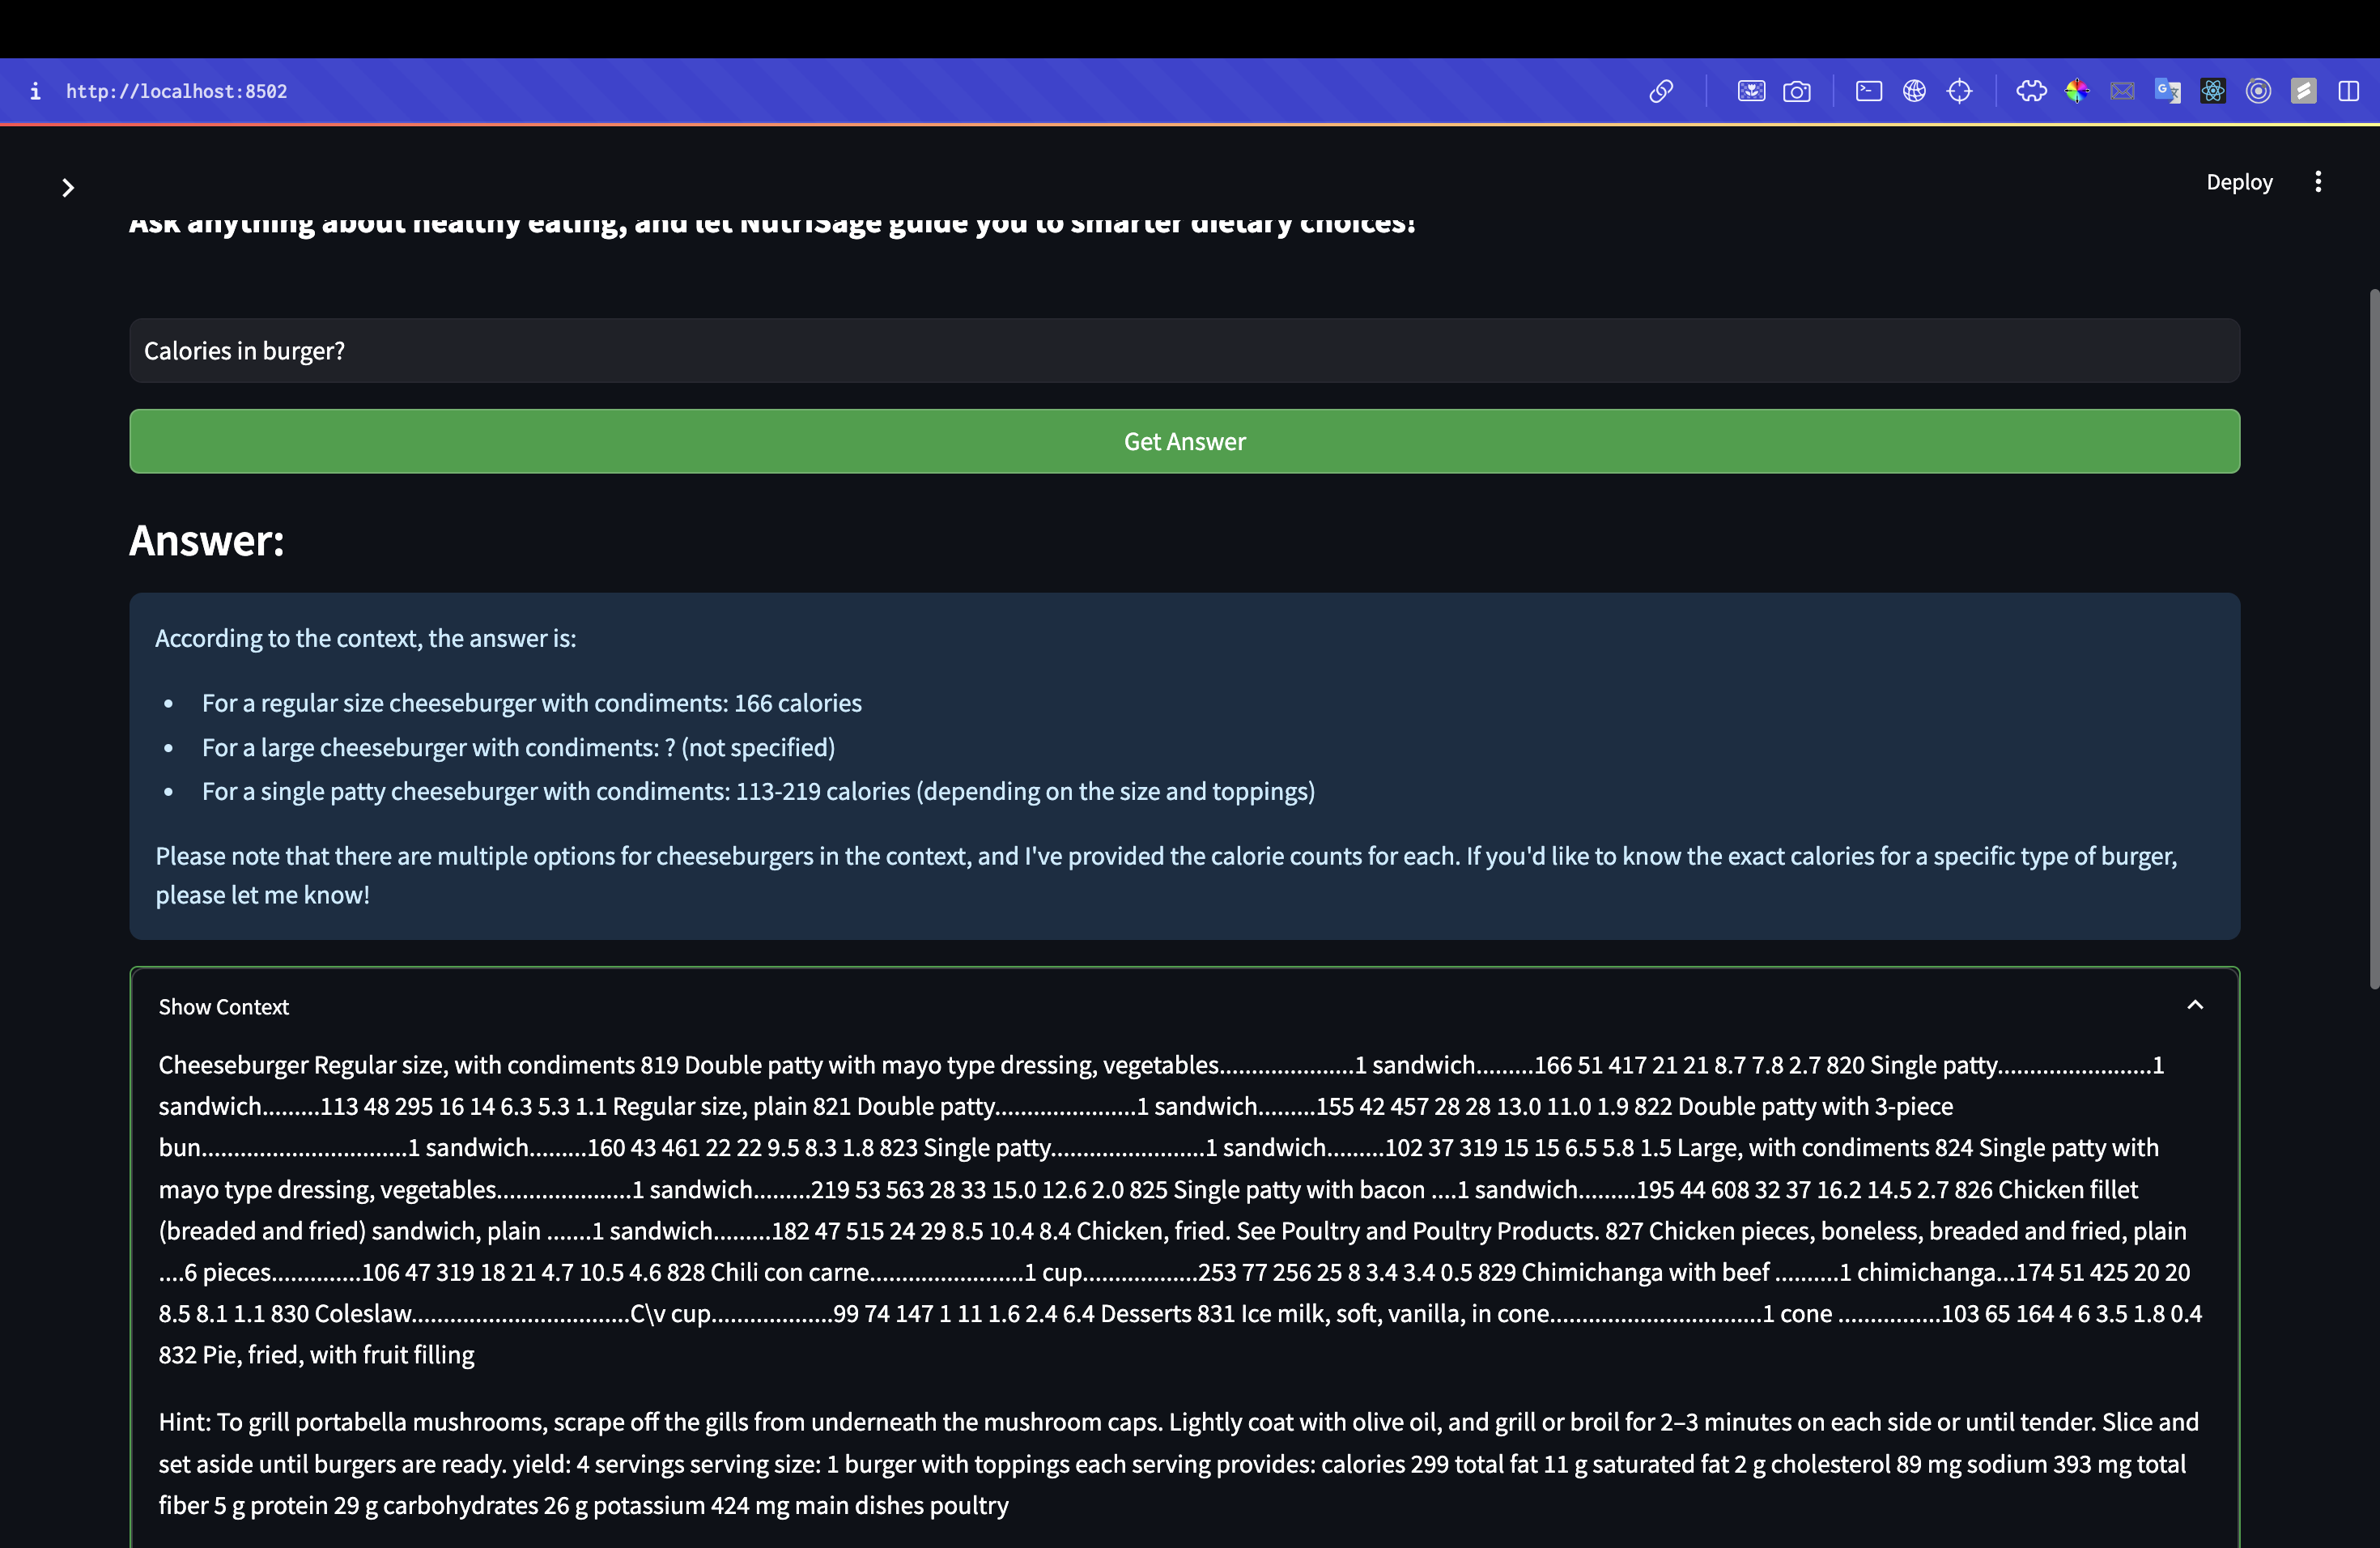 http://localhost:8502
Deploy
Ask anything about healthy eating, and let NutriSage guide you to smarter dietary choices!
Calories in burger?
Get Answer
Answer:
According to the context, the answer is:
• For a regular size cheeseburger with condiments: 166 calories
• For a large cheeseburger with condiments: ? (not specified)
• For a single patty cheeseburger with condiments: 113-219 calories (depending on the size and toppings)
Please note that there are multiple options for cheeseburgers in the context, and I've provided the calorie counts for each. If you'd like to know the exact calories for a specific type of burger,
please let me know!
Show Context
Cheeseburger Regular size, with condiments 819 Double patty with mayo type dressing, vegetables.....................1 sandwich.........166 51 417 21 21 8.7 7.8 2.7 820 Single patty........................1
sandwich.........113 48 295 16 14 6.3 5.3 1.1 Regular size, plain 821 Double patty......................1 sandwich.........155 42 457 28 28 13.0 11.0 1.9 822 Double patty with 3-piece
bun................................1 sandwich.........160 43 461 22 22 9.5 8.3 1.8 823 Single patty........................1 sandwich.........102 37 319 15 15 6.5 5.8 1.5 Large, with condiments 824 Single patty with
mayo type dressing, vegetables.....................1 sandwich.........219 53 563 28 33 15.0 12.6 2.0 825 Single patty with bacon ....1 sandwich.........195 44 608 32 37 16.2 14.5 2.7 826 Chicken fillet
(breaded and fried) sandwich, plain .......1 sandwich.........182 47 515 24 29 8.5 10.4 8.4 Chicken, fried. See Poultry and Poultry Products. 827 Chicken pieces, boneless, breaded and fried, plain
....6 pieces..............106 47 319 18 21 4.7 10.5 4.6 828 Chili con carne........................1 cup..................253 77 256 25 8 3.4 3.4 0.5 829 Chimichanga with beef ..........1 chimichanga...174 51 425 20 20
8.5 8.1 1.1 830 Coleslaw..................................C\v cup...................99 74 147 1 11 1.6 2.4 6.4 Desserts 831 Ice milk, soft, vanilla, in cone.................................1 cone ................103 65 164 4 6 3.5 1.8 0.4
832 Pie, fried, with fruit filling
Hint: To grill portabella mushrooms, scrape off the gills from underneath the mushroom caps. Lightly coat with olive oil, and grill or broil for 2–3 minutes on each side or until tender. Slice and
set aside until burgers are ready. yield: 4 servings serving size: 1 burger with toppings each serving provides: calories 299 total fat 11 g saturated fat 2 g cholesterol 89 mg sodium 393 mg total
fiber 5 g protein 29 g carbohydrates 26 g potassium 424 mg main dishes poultry